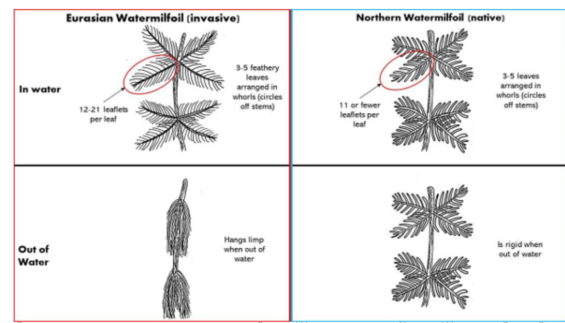 Eurasian Watermilfoil (invasive)
Northern Watermilfoil (native)
In water
3-5 feathery
leaves
arranged in
whorls (circles
off stems)
12-21 leaflets
per leaf
3-5 leaves
arranged in
whorls (circles
off stems)
11 or fewer
leaflets per
leaf
Out of
Water
Hangs limp
when out of
water
Is rigid when
out of water